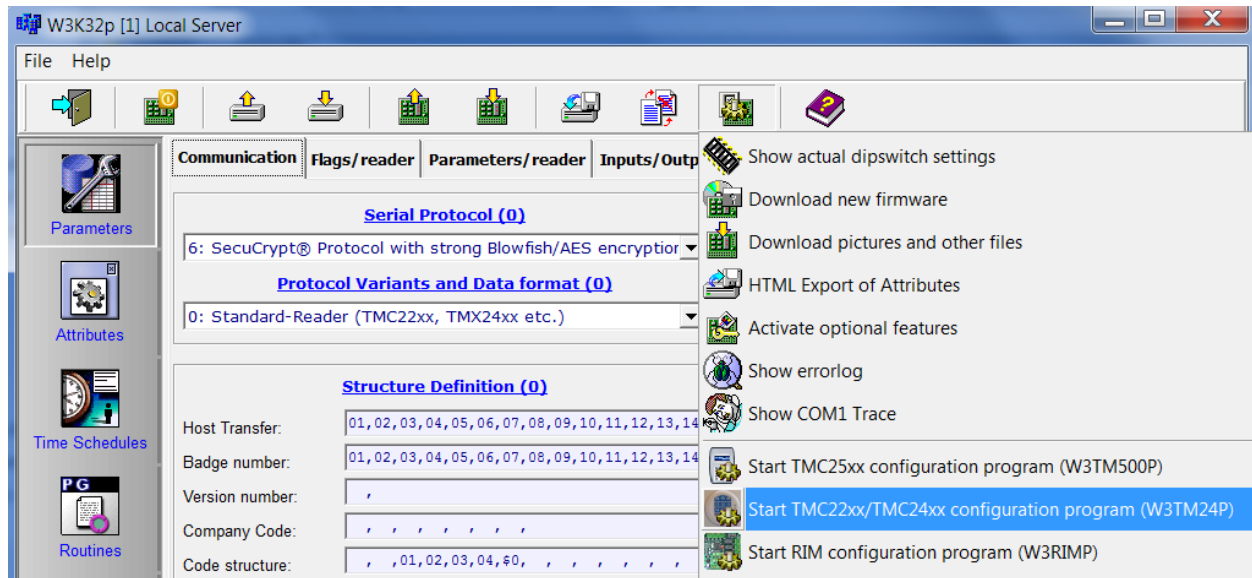 W3K32p [1] Local Server
File Help
Communication
Flags/reader
Parameters/reader
Inputs/Outp
Parameters
Serial Protocol (0)
6: SecuCrypt® Protocol with strong Blowfish/AES encryption
Protocol Variants and Data format (0)
0: Standard-Reader (TMC22xx, TMX24xx etc.)
Attributes
Structure Definition (0)
Host Transfer: 01,02,03,04,05,06,07,08,09,10,11,12,13,14
Badge number: 01,02,03,04,05,06,07,08,09,10,11,12,13,14
Version number: ,
Company Code: , , , , , , ,
Code structure: , ,01,02,03,04,$0, , , , , , ,
Time Schedules
PG
Routines
Show actual dipswitch settings
Download new firmware
Download pictures and other files
HTML Export of Attributes
Activate optional features
Show errorlog
Show COM1 Trace
Start TMC25xx configuration program (W3TM500P)
Start TMC22xx/TMC24xx configuration program (W3TM24P)
Start RIM configuration program (W3RIMP)